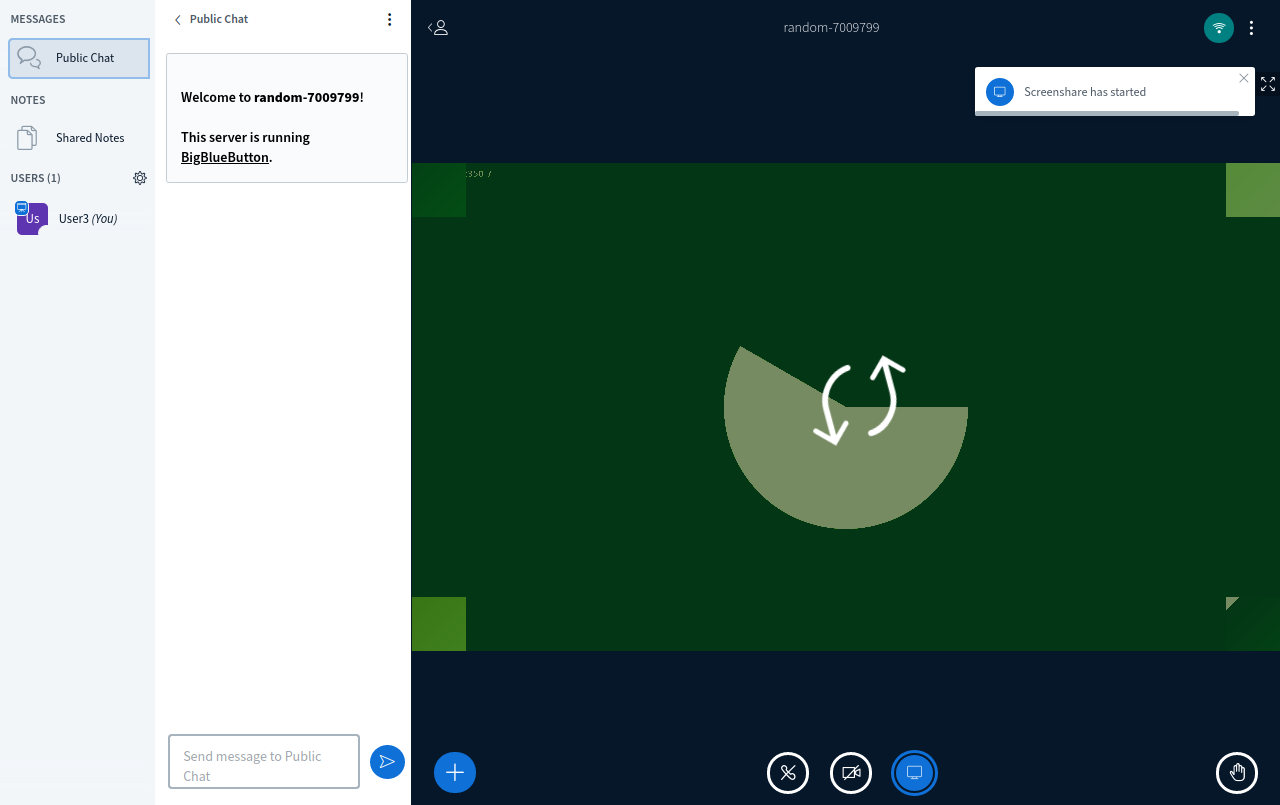 MESSAGES
Public Chat
NOTES
Shared Notes
USERS (1)
Us
User3 (You)
Public Chat
Welcome to random-7009799!
This server is running
BigBlueButton.
Send message to Public
Chat
random-7009799
Screenshare has started